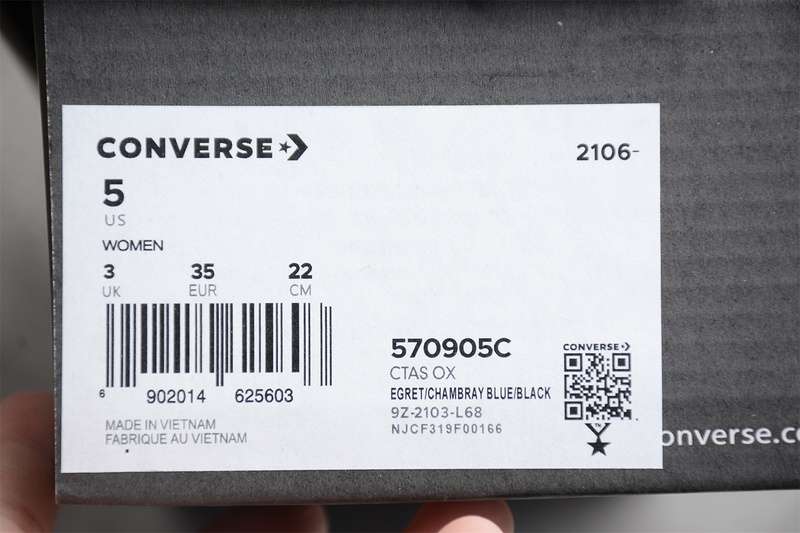 CONVERSE
2106-
5
US
WOMEN
3 35 22
UK EUR CM
6 902014 625603
MADE IN VIETNAM
FABRIQUE AU VIETNAM
570905C
CTAS OX
EGRET/CHAMBRAY BLUE/BLACK
9Z-2103-L68
NJCF319F00166
CONVERSE
TM
onverse.c